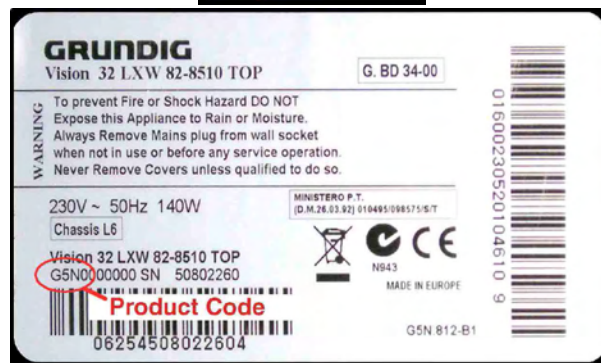 GRUNDIG
Vision 32 LXW 82-8510 TOP
G. BD 34-00
WARNING
To prevent Fire or Shock Hazard DO NOT
Expose this Appliance to Rain or Moisture.
Always Remove Mains plug from wall socket
when not in use or before any service operation.
Never Remove Covers unless qualified to do so.
230V ~ 50Hz 140W
MINISTERO P.T.
(D.M.26.03.92) 010495/098575/S/T
Chassis L6
Vision 32 LXW 82-8510 TOP
G5N0000000 SN 50802260
N943
CE
MADE IN EUROPE
Product Code
06254508022604
G5N 812-B1
01600230520104610 9